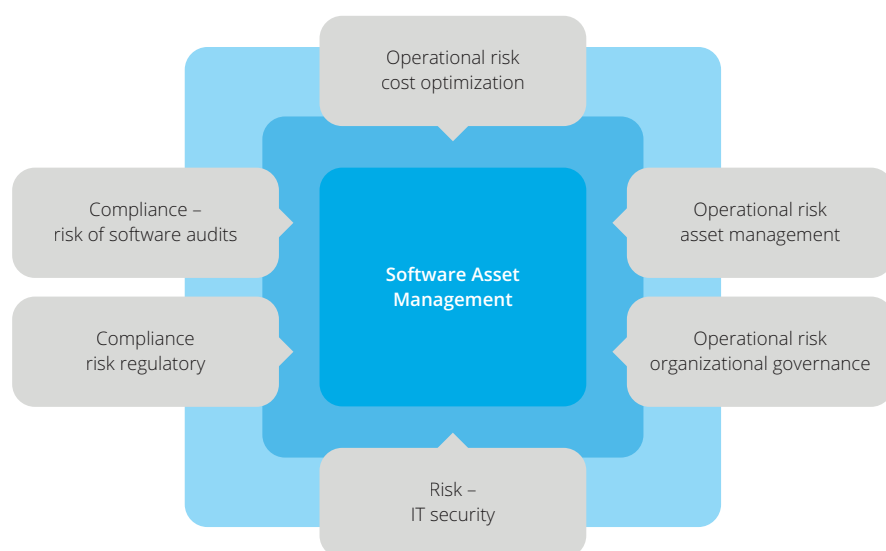 Operational risk
cost optimization
Compliance –
risk of software audits
Operational risk
asset management
Software Asset
Management
Compliance
risk regulatory
Operational risk
organizational governance
Risk –
IT security